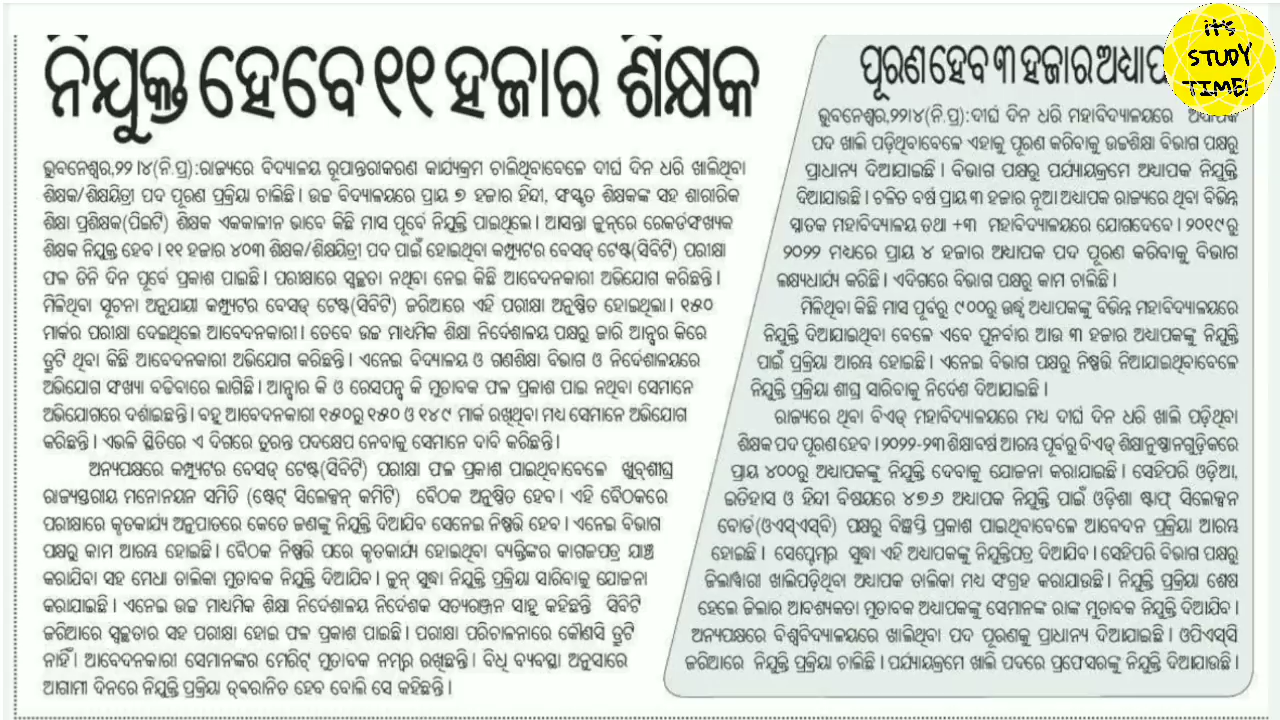 ନିଯୁକ୍ତ ହେବେ ୧୧ ହଜାର ଶିକ୍ଷକ
ଭୁବନେଶ୍ୱର,୨୨।୪(ନି.ପ୍ର):ରାଜ୍ୟରେ ବିଦ୍ୟାଳୟ ରୂପାନ୍ତରୀକରଣ କାର୍ଯ୍ୟକ୍ରମ ଚାଲିଥିବାବେଳେ ଦୀର୍ଘ ଦିନ ଧରି ଖାଲିଥିବା
ଶିକ୍ଷକ/ଶିକ୍ଷୟିତ୍ରୀ ପଦ ପୂରଣ ପ୍ରକ୍ରିୟା ଚାଲିଛି। ଉଚ୍ଚ ବିଦ୍ୟାଳୟରେ ପ୍ରାୟ ୭ ହଜାର ହିନ୍ଦୀ, ସଂସ୍କୃତ ଶିକ୍ଷକଙ୍କ ସହ ଶାରୀରିକ
ଶିକ୍ଷା ପ୍ରଶିକ୍ଷକ(ପିଇଟି) ଶିକ୍ଷକ ଏକକାଳୀନ ଭାବେ କିଛି ମାସ ପୂର୍ବେ ନିଯୁକ୍ତି ପାଇଥିଲେ। ଆସନ୍ତା ଜୁନ୍‌ରେ ରେକର୍ଡସଂଖ୍ୟକ
ଶିକ୍ଷକ ନିଯୁକ୍ତ ହେବ। ୧୧ ହଜାର ୪୦୩ ଶିକ୍ଷକ/ଶିକ୍ଷୟିତ୍ରୀ ପଦ ପାଇଁ ହୋଇଥିବା କମ୍ପ୍ୟୁଟର ବେସଡ୍ ଟେଷ୍ଟ(ସିବିଟି) ପରୀକ୍ଷା
ଫଳ ତିନି ଦିନ ପୂର୍ବେ ପ୍ରକାଶ ପାଇଛି। ପରୀକ୍ଷାରେ ସ୍ୱଚ୍ଛତା ନଥିବା ନେଇ କିଛି ଆବେଦନକାରୀ ଅଭିଯୋଗ କରିଛନ୍ତି।
ମିଳିଥିବା ସୂଚନା ଅନୁଯାୟୀ କମ୍ପ୍ୟୁଟର ବେସଡ୍ ଟେଷ୍ଟ(ସିବିଟି) ଜରିଆରେ ଏହି ପରୀକ୍ଷା ଅନୁଷ୍ଠିତ ହୋଇଥିଲା। ୧୫୦
ମାର୍କର ପରୀକ୍ଷା ଦେଇଥିଲେ ଆବେଦନକାରୀ। ତେବେ ଉଚ୍ଚ ମାଧ୍ୟମିକ ଶିକ୍ଷା ନିର୍ଦେଶାଳୟ ପକ୍ଷରୁ ଜାରି ଆନ୍ସର କିରେ
ତ୍ରୁଟି ଥିବା କିଛି ଆବେଦନକାରୀ ଅଭିଯୋଗ କରିଛନ୍ତି। ଏନେଇ ବିଦ୍ୟାଳୟ ଓ ଗଣଶିକ୍ଷା ବିଭାଗ ଓ ନିର୍ଦେଶାଳୟରେ
ଅଭିଯୋଗ ସଂଖ୍ୟା ବଢିବାରେ ଲାଗିଛି। ଆନ୍ସର କି ଓ ରେସପନ୍ସ କି ମୁତାବକ ଫଳ ପ୍ରକାଶ ପାଇ ନଥିବା ସେମାନେ
ଅଭିଯୋଗରେ ଦର୍ଶାଇଛନ୍ତି। ବହୁ ଆବେଦନକାରୀ ୧୫୦ରୁ ୧୫୦ ଓ ୧୪୯ ମାର୍କ ରଖିଥିବା ମଧ୍ୟ ସେମାନେ ଅଭିଯୋଗ
କରିଛନ୍ତି। ଏଭଳି ସ୍ଥିତିରେ ଏ ଦିଗରେ ତୁରନ୍ତ ପଦକ୍ଷେପ ନେବାକୁ ସେମାନେ ଦାବି କରିଛନ୍ତି।
ଅନ୍ୟପକ୍ଷରେ କମ୍ପ୍ୟୁଟର ବେସଡ୍ ଟେଷ୍ଟ(ସିବିଟି) ପରୀକ୍ଷା ଫଳ ପ୍ରକାଶ ପାଇଥିବାବେଳେ ଖୁବ୍‌ଶୀଘ୍ର
ରାଜ୍ୟସ୍ତରୀୟ ମନୋନୟନ ସମିତି (ଷ୍ଟେଟ୍ ସିଲେକ୍ସନ୍ କମିଟି) ବୈଠକ ଅନୁଷ୍ଠିତ ହେବ। ଏହି ବୈଠକରେ
ପରୀକ୍ଷାରେ କୃତକାର୍ଯ୍ୟ ଅନୁପାତରେ କେତେ ଜଣଙ୍କୁ ନିଯୁକ୍ତି ଦିଆଯିବ ସେନେଇ ନିଷ୍ପତ୍ତି ହେବ। ଏନେଇ ବିଭାଗ
ପକ୍ଷରୁ କାମ ଆରମ୍ଭ ହୋଇଛି। ବୈଠକ ନିଷ୍ପତ୍ତି ପରେ କୃତକାର୍ଯ୍ୟ ହୋଇଥିବା ବ୍ୟକ୍ତିଙ୍କର କାଗଜପତ୍ର ଯାଞ୍ଚ
କରାଯିବା ସହ ମେଧା ତାଲିକା ମୁତାବକ ନିଯୁକ୍ତି ଦିଆଯିବ। ଜୁନ୍ ସୁଦ୍ଧା ନିଯୁକ୍ତି ପ୍ରକ୍ରିୟା ସାରିବାକୁ ଯୋଜନା
କରାଯାଇଛି। ଏନେଇ ଉଚ୍ଚ ମାଧ୍ୟମିକ ଶିକ୍ଷା ନିର୍ଦେଶାଳୟ ନିର୍ଦେଶକ ସତ୍ୟରଞ୍ଜନ ସାହୁ କହିଛନ୍ତି ସିବିଟି
ଜରିଆରେ ସ୍ୱଚ୍ଛତାର ସହ ପରୀକ୍ଷା ହୋଇ ଫଳ ପ୍ରକାଶ ପାଇଛି। ପରୀକ୍ଷା ପରିଚାଳନାରେ କୌଣସି ତ୍ରୁଟି
ନାହିଁ। ଆବେଦନକାରୀ ସେମାନଙ୍କର ମେରିଟ୍ ମୁତାବକ ନମ୍ବର ରଖିଛନ୍ତି। ବିଧି ବ୍ୟବସ୍ଥା ଅନୁସାରେ
ଆଗାମୀ ଦିନରେ ନିଯୁକ୍ତି ପ୍ରକ୍ରିୟା ତ୍ୱରାନିତ ହେବ ବୋଲି ସେ କହିଛନ୍ତି।
ପୂରଣ ହେବ ୩ ହଜାର
ଭୁବନେଶ୍ୱର,୨୨।୪(ନି.ପ୍ର):ଦୀର୍ଘ ଦିନ ଧରି ମହାବିଦ୍ୟାଳୟରେ
ପଦ ଖାଲି ପଡ଼ିଥିବାବେଳେ ଏହାକୁ ପୂରଣ କରିବାକୁ ଉଚ୍ଚଶିକ୍ଷା ବିଭାଗ ପକ୍ଷରୁ
ପ୍ରାଧାନ୍ୟ ଦିଆଯାଇଛି। ବିଭାଗ ପକ୍ଷରୁ ପର୍ଯ୍ୟାୟକ୍ରମେ ଅଧ୍ୟାପକ ନିଯୁକ୍ତି
ଦିଆଯାଉଛି। ଚଳିତ ବର୍ଷ ପ୍ରାୟ ୩ ହଜାର ନୂଆ ଅଧ୍ୟାପକ ରାଜ୍ୟରେ ଥିବା ବିଭିନ୍ନ
ସ୍ନାତକ ମହାବିଦ୍ୟାଳୟ ତଥା +୩ ମହାବିଦ୍ୟାଳୟରେ ଯୋଗଦେବେ। ୨୦୧୯ରୁ
୨୦୨୨ ମଧ୍ୟରେ ପ୍ରାୟ ୪ ହଜାର ଅଧ୍ୟାପକ ପଦ ପୂରଣ କରିବାକୁ ବିଭାଗ
ଲକ୍ଷ୍ୟଧାର୍ଯ୍ୟ କରିଛି। ଏଦିଗରେ ବିଭାଗ ପକ୍ଷରୁ କାମ ଚାଲିଛି।
ମିଳିଥିବା କିଛି ମାସ ପୂର୍ବରୁ ୯୦୦ରୁ ଊର୍ଦ୍ଧ୍ୱ ଅଧ୍ୟାପକଙ୍କୁ ବିଭିନ୍ନ ମହାବିଦ୍ୟାଳୟରେ
ନିଯୁକ୍ତି ଦିଆଯାଇଥିବା ବେଳେ ଏବେ ପୁନର୍ବାର ଆଉ ୩ ହଜାର ଅଧ୍ୟାପକଙ୍କୁ ନିଯୁକ୍ତି
ପାଇଁ ପ୍ରକ୍ରିୟା ଆରମ୍ଭ ହୋଇଛି। ଏନେଇ ବିଭାଗ ପକ୍ଷରୁ ନିଷ୍ପତ୍ତି ନିଆଯାଇଥିବାବେଳେ
ନିଯୁକ୍ତି ପ୍ରକ୍ରିୟା ଶୀଘ୍ର ସାରିବାକୁ ନିର୍ଦେଶ ଦିଆଯାଇଛି।
ରାଜ୍ୟରେ ଥିବା ବିଏଡ୍ ମହାବିଦ୍ୟାଳୟରେ ମଧ୍ୟ ଦୀର୍ଘ ଦିନ ଧରି ଖାଲି ପଡ଼ିଥିବା
ଶିକ୍ଷକ ପଦ ପୂରଣ ହେବ। ୨୦୨୨-୨୩ ଶିକ୍ଷାବର୍ଷ ଆରମ୍ଭ ପୂର୍ବରୁ ବିଏଡ୍ ଶିକ୍ଷାନୁଷ୍ଠାନଗୁଡ଼ିକରେ
ପ୍ରାୟ ୪୦୦ରୁ ଅଧ୍ୟାପକଙ୍କୁ ନିଯୁକ୍ତି ଦେବାକୁ ଯୋଜନା କରାଯାଇଛି। ସେହିପରି ଓଡ଼ିଆ,
ଇତିହାସ ଓ ହିନ୍ଦୀ ବିଷୟରେ ୪୭୬ ଅଧ୍ୟାପକ ନିଯୁକ୍ତି ପାଇଁ ଓଡ଼ିଶା ଷ୍ଟାଫ୍ ସିଲେକ୍ସନ
ବୋର୍ଡ(ଓଏସ୍ଏସ୍‌ବି) ପକ୍ଷରୁ ବିଜ୍ଞପ୍ତି ପ୍ରକାଶ ପାଇଥିବାବେଳେ ଆବେଦନ ପ୍ରକ୍ରିୟା ଆରମ୍ଭ
ହୋଇଛି। ସେପ୍ଟେମ୍ବର ସୁଦ୍ଧା ଏହି ଅଧ୍ୟାପକଙ୍କୁ ନିଯୁକ୍ତିପତ୍ର ଦିଆଯିବ। ସେହିପରି ବିଭାଗ ପକ୍ଷରୁ
ଜିଲାୱାରୀ ଖାଲିପଡ଼ିଥିବା ଅଧ୍ୟାପକ ତାଲିକା ମଧ୍ୟ ସଂଗ୍ରହ କରାଯାଉଛି। ନିଯୁକ୍ତି ପ୍ରକ୍ରିୟା ଶେଷ
ହେଲେ ଜିଲାର ଆବଶ୍ୟକତା ମୁତାବକ ଅଧ୍ୟାପକଙ୍କୁ ସେମାନଙ୍କ ରାଙ୍କ ମୁତାବକ ନିଯୁକ୍ତି ଦିଆଯିବ।
ଅନ୍ୟପକ୍ଷରେ ବିଶ୍ୱବିଦ୍ୟାଳୟରେ ଖାଲିଥିବା ପଦ ପୂରଣକୁ ପ୍ରାଧାନ୍ୟ ଦିଆଯାଇଛି। ଓପିଏସ୍‌ସି
ଜରିଆରେ ନିଯୁକ୍ତି ପ୍ରକ୍ରିୟା ଚାଲିଛି। ପର୍ଯ୍ୟାୟକ୍ରମେ ଖାଲି ପଦରେ ପ୍ରଫେସରଙ୍କୁ ନିଯୁକ୍ତି ଦିଆଯାଉଛି।
it's
STUDY
TIME!